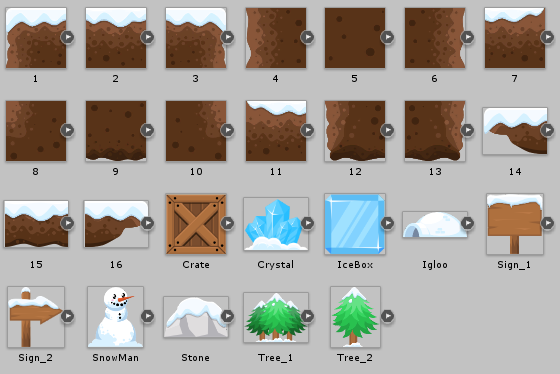 1 2 3 4 5 6 7
8 9 10 11 12 13 14
15 16 Crate Crystal IceBox Igloo Sign_1
Sign_2 SnowMan Stone Tree_1 Tree_2